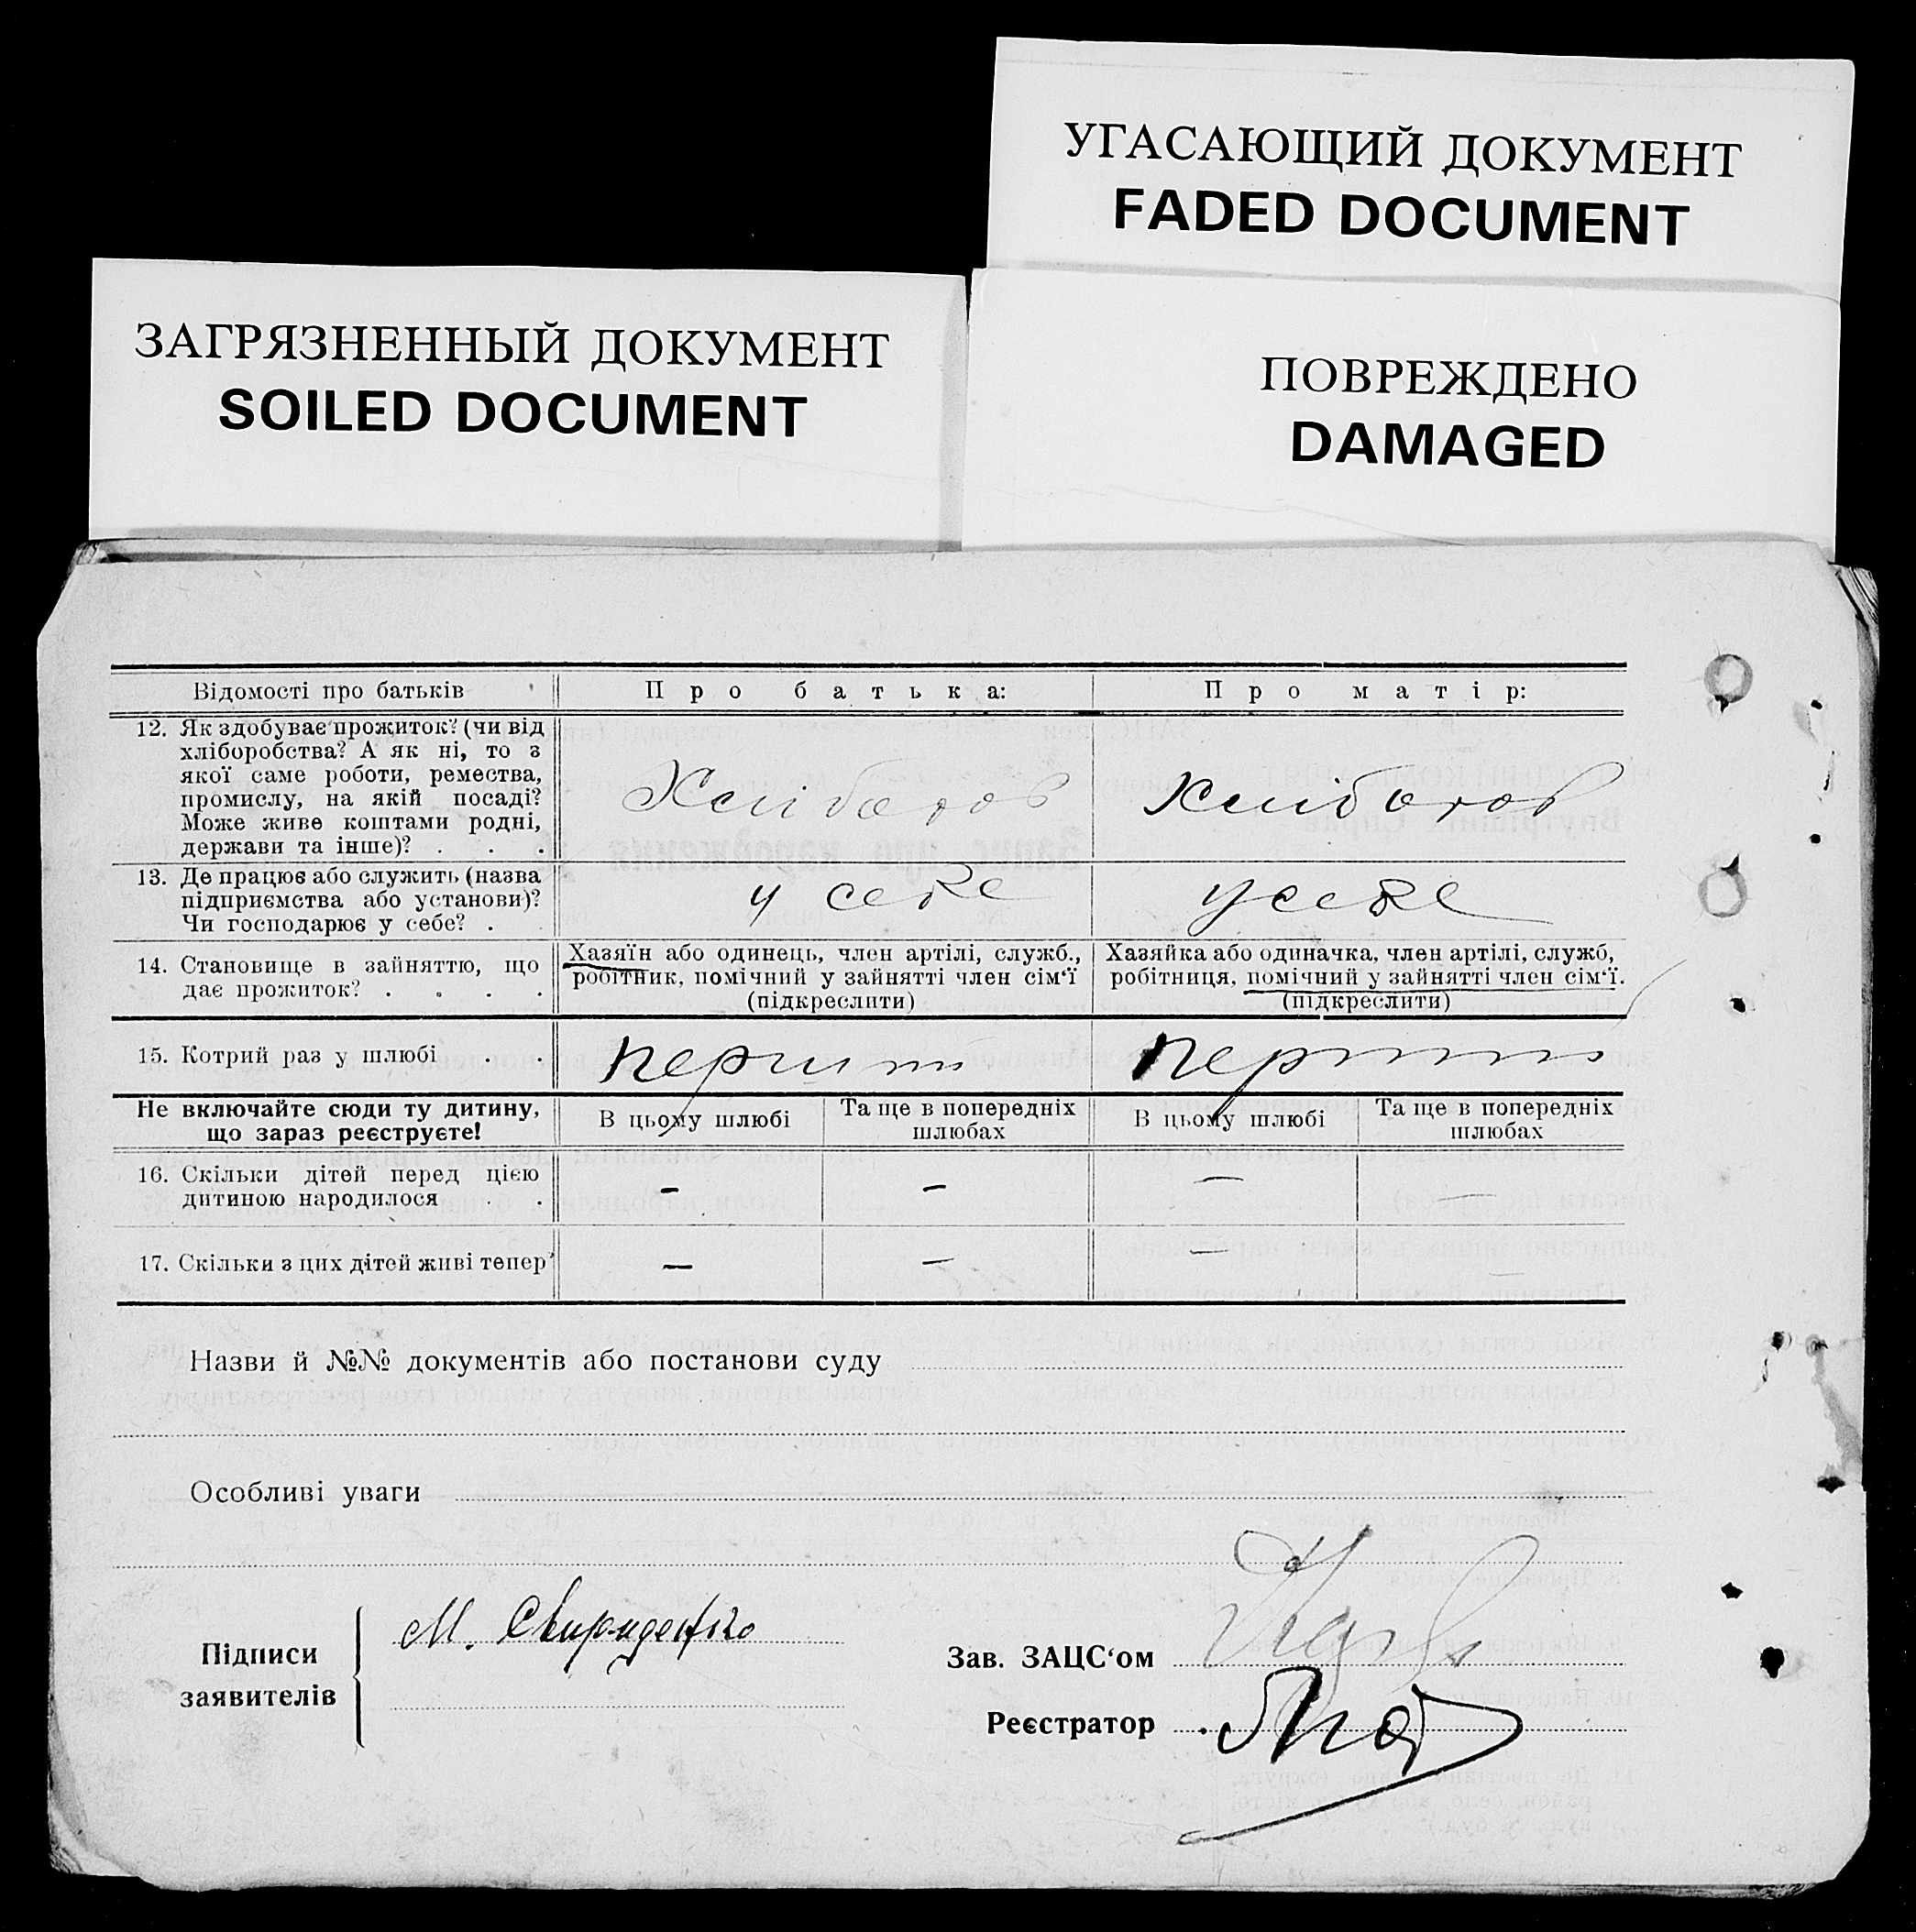 УГАСАЮЩИЙ ДОКУМЕНТ
FADED DOCUMENT
ЗАГРЯЗНЕННЫЙ ДОКУМЕНТ
SOILED DOCUMENT
ПОВРЕЖДЕНО
DAMAGED
Відомості про батьків Про батька: Про матір:
12. Як здобуває прожиток? (чи від
хліборобства? А як ні, то з
якої саме роботи, ремества,
промислу, на якій посаді?
Може живе коштами родні,
держави та інше)? . . .
Хлібороб Хлібороб
13. Де працює або служить (назва
підприємства або установи)?
Чи господарює у себе? .
у себе у себе
14. Становище в зайняттю, що
дає прожиток? . . . .
Хазяїн або одинець, член артілі, служб.,
робітник, помічний у зайнятті член сім‘ї
(підкреслити)
Хазяйка або одиначка, член артілі, служб,
робітниця, помічний у зайнятті член сім‘ї.
(підкреслити)
15. Котрий раз у шлюбі . . перший перший
Не включайте сюди ту дитину,
що зараз реєструєте!
В цьому шлюбі Та ще в попередніх
шлюбах
В цьому шлюбі Та ще в попередніх
шлюбах
16. Скільки дітей перед цією
дитиною народилося . .
— — — —
17. Скільки з цих дітей живі тепер?
— — —
Назви й №№ документів або постанови суду
Особливі уваги
Підписи
заявителів
М. Свириденко
Зав. ЗАЦС‘ом
Реєстратор